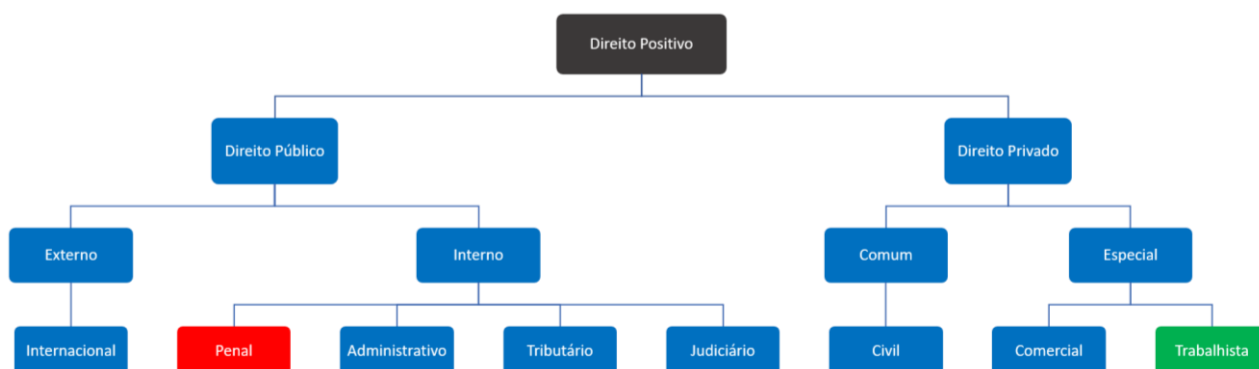 Direito Positivo
Direito Público
Direito Privado
Externo
Interno
Comum
Especial
Internacional
Penal
Administrativo
Tributário
Judiciário
Civil
Comercial
Trabalhista